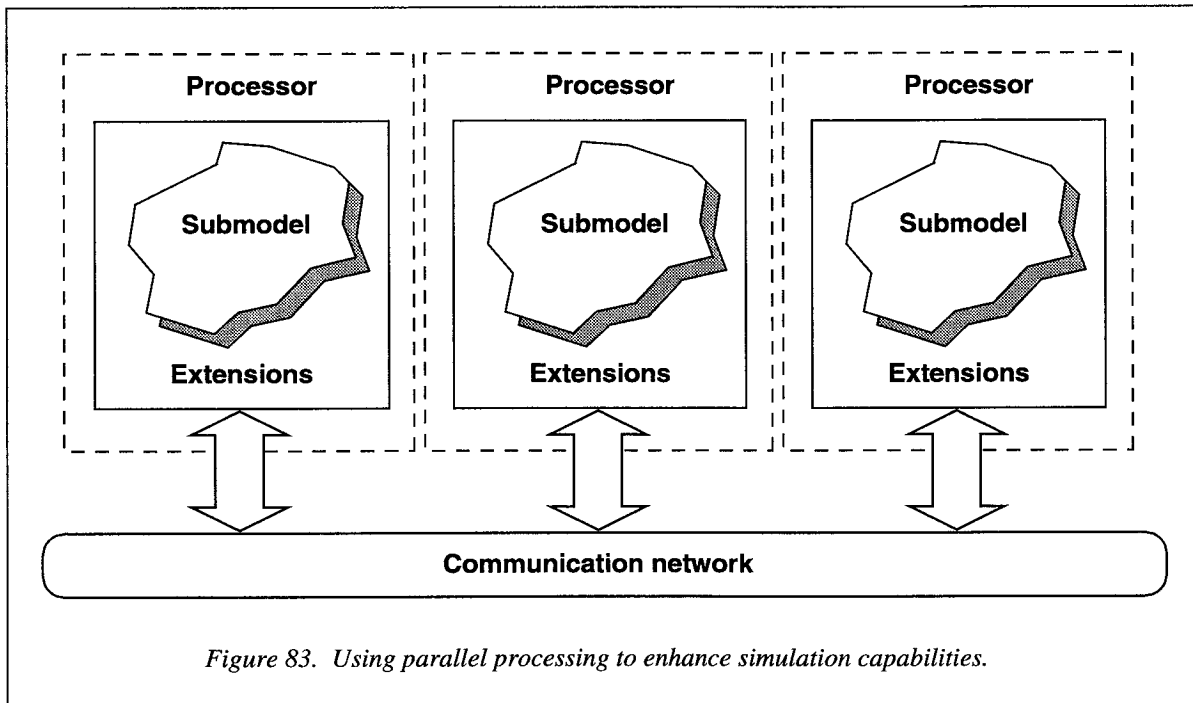 Processor Processor Processor
Submodel Submodel Submodel
Extensions Extensions Extensions
Communication network
Figure 83. Using parallel processing to enhance simulation capabilities.